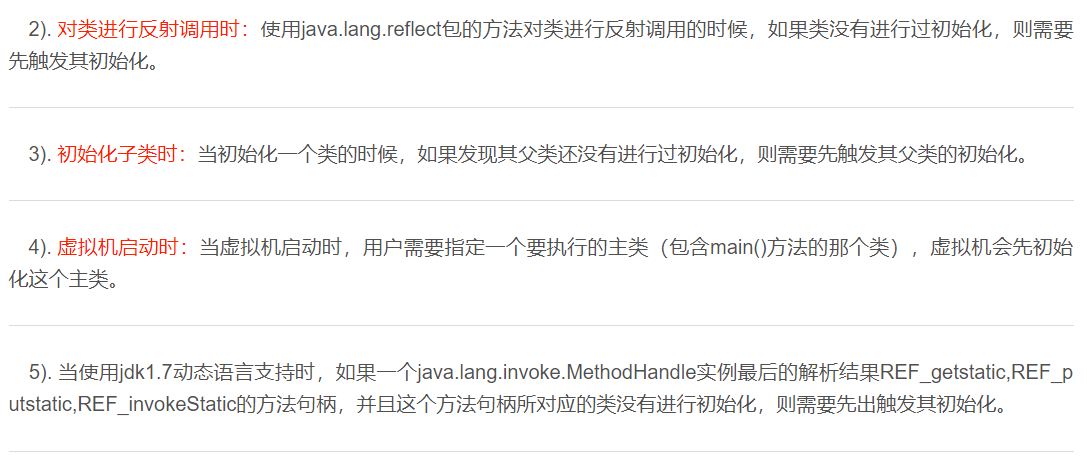 2). 对类进行反射调用时：使用java.lang.reflect包的方法对类进行反射调用的时候，如果类没有进行过初始化，则需要
先触发其初始化。
3). 初始化子类时：当初始化一个类的时候，如果发现其父类还没有进行过初始化，则需要先触发其父类的初始化。
4). 虚拟机启动时：当虚拟机启动时，用户需要指定一个要执行的主类（包含main()方法的那个类），虚拟机会先初始
化这个主类。
5). 当使用jdk1.7动态语言支持时，如果一个java.lang.invoke.MethodHandle实例最后的解析结果REF_getstatic,REF_p
utstatic,REF_invokeStatic的方法句柄，并且这个方法句柄所对应的类没有进行初始化，则需要先出触发其初始化。